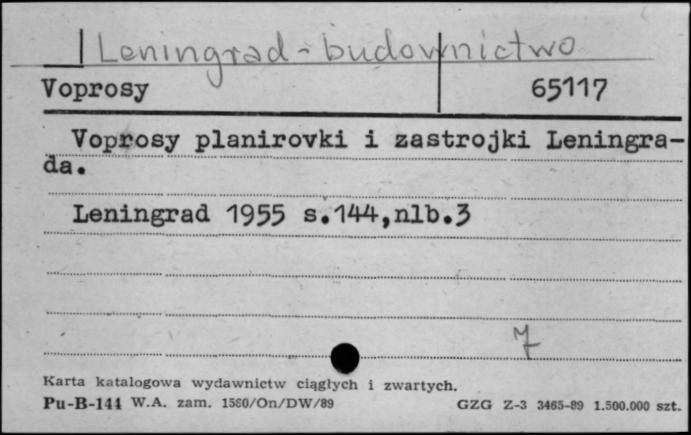 Leningrad - budownictwo
Voprosy 65117
Voprosy planirovki i zastrojki Leningra-
da.
Leningrad 1955 s.144,nlb.3
7
Karta katalogowa wydawnictw ciągłych i zwartych.
Pu-B-144 W.A. zam. 1560/On/DW/89 GZG Z-3 3465-89 1.500.000 szt.